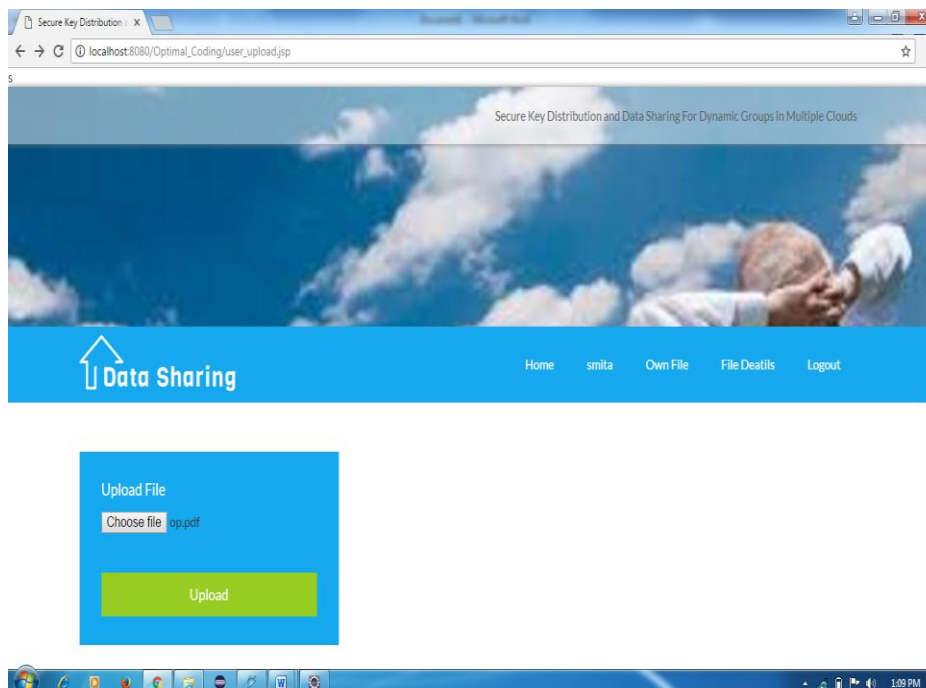 Secure Key Distribution a
localhost:8080/Optimal_Coding/user_upload.jsp
s
Secure Key Distribution and Data Sharing For Dynamic Groups in Multiple Clouds
Data Sharing
Home smita Own File File Deatils Logout
Upload File
Choose file op.pdf
Upload
1:09 PM